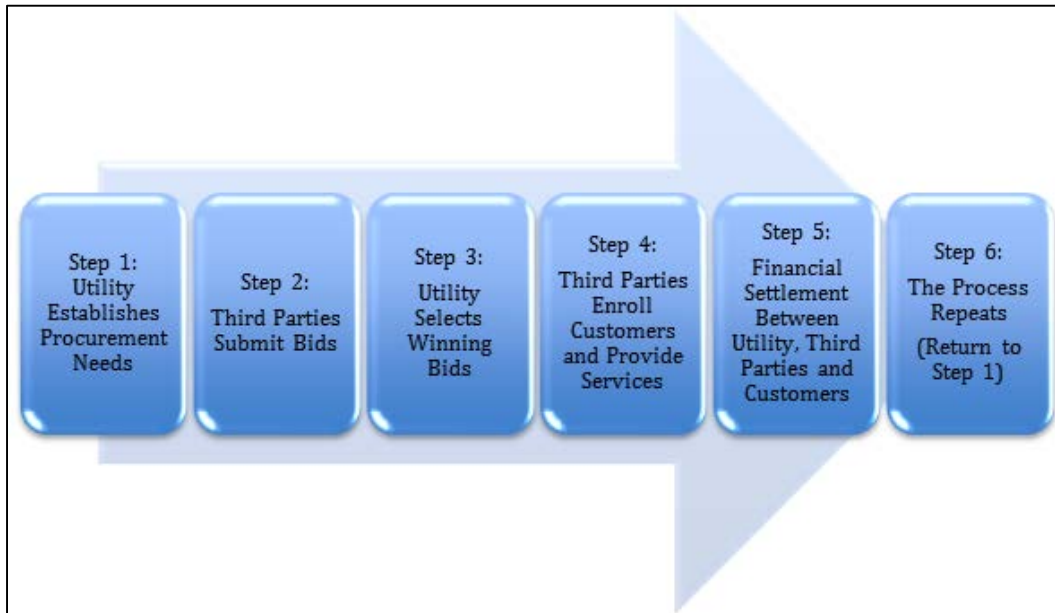 Step 1:
Utility
Establishes
Procurement
Needs
Step 2:
Third Parties
Submit Bids
Step 3:
Utility
Selects
Winning
Bids
Step 4:
Third Parties
Enroll
Customers
and Provide
Services
Step 5:
Financial
Settlement
Between
Utility, Third
Parties and
Customers
Step 6:
The Process
Repeats
(Return to
Step 1)